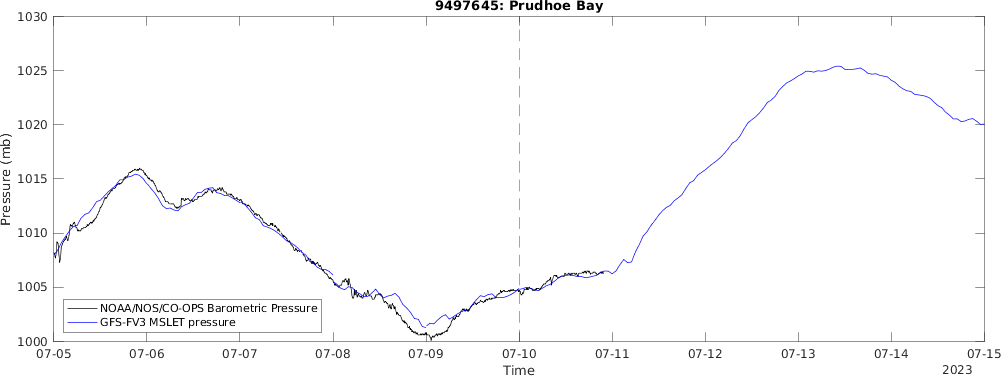 9497645: Prudhoe Bay
Pressure (mb)
1030
1025
1020
1015
1010
1005
1000
NOAA/NOS/CO-OPS Barometric Pressure
GFS-FV3 MSLET pressure
07-05 07-06 07-07 07-08 07-09 07-10 07-11 07-12 07-13 07-14 07-15
Time
2023